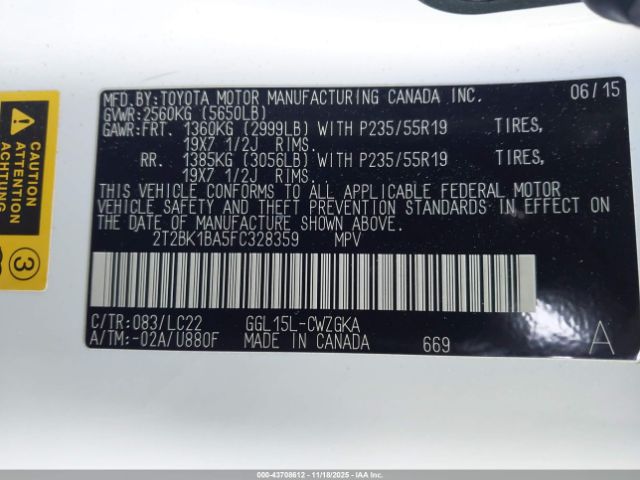 MFD.BY:TOYOTA MOTOR MANUFACTURING CANADA INC. 06/15
GVWR:2560KG (5650LB)
GAWR:FRT. 1360KG (2999LB) WITH P235/55R19 TIRES,
19X7 1/2J RIMS.
RR. 1385KG (3056LB) WITH P235/55R19 TIRES,
19X7 1/2J RIMS.
THIS VEHICLE CONFORMS TO ALL APPLICABLE FEDERAL MOTOR
VEHICLE SAFETY AND THEFT PREVENTION STANDARDS IN EFFECT ON
THE DATE OF MANUFACTURE SHOWN ABOVE.
2T2BK1BA5FC328359 MPV
C/TR:083/LC22 GGL15L-CWZGKA
A/TM:-02A/U880F MADE IN CANADA 669 A
CAUTION
ACHTUNG
3
000-43708612 | 11/18/2025 - IAAI.COM